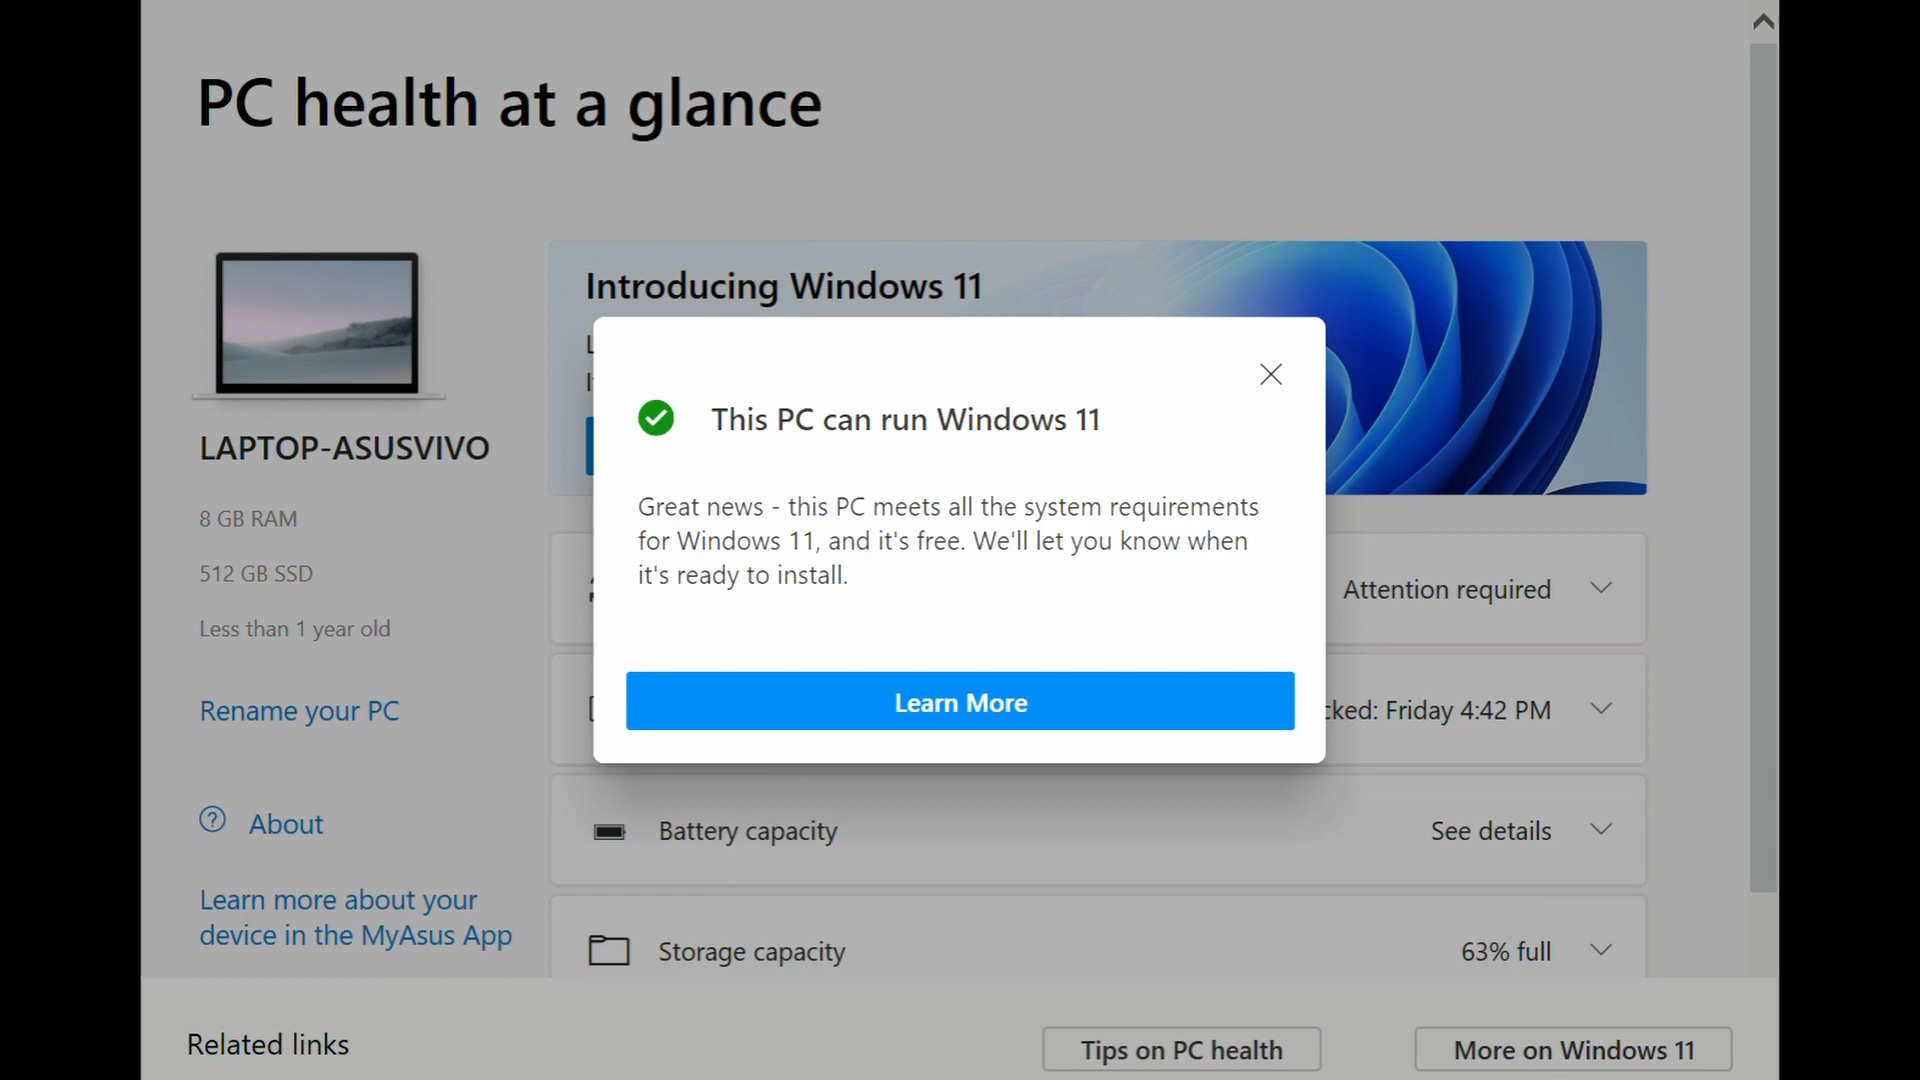 PC health at a glance
Introducing Windows 11
LAPTOP-ASUSVIVO
8 GB RAM
512 GB SSD
Less than 1 year old
Rename your PC
About
Learn more about your
device in the MyAsus App
This PC can run Windows 11
Great news - this PC meets all the system requirements
for Windows 11, and it's free. We'll let you know when
it's ready to install.
Learn More
Attention required
Friday 4:42 PM
Battery capacity
See details
Storage capacity
63% full
Related links
Tips on PC health
More on Windows 11